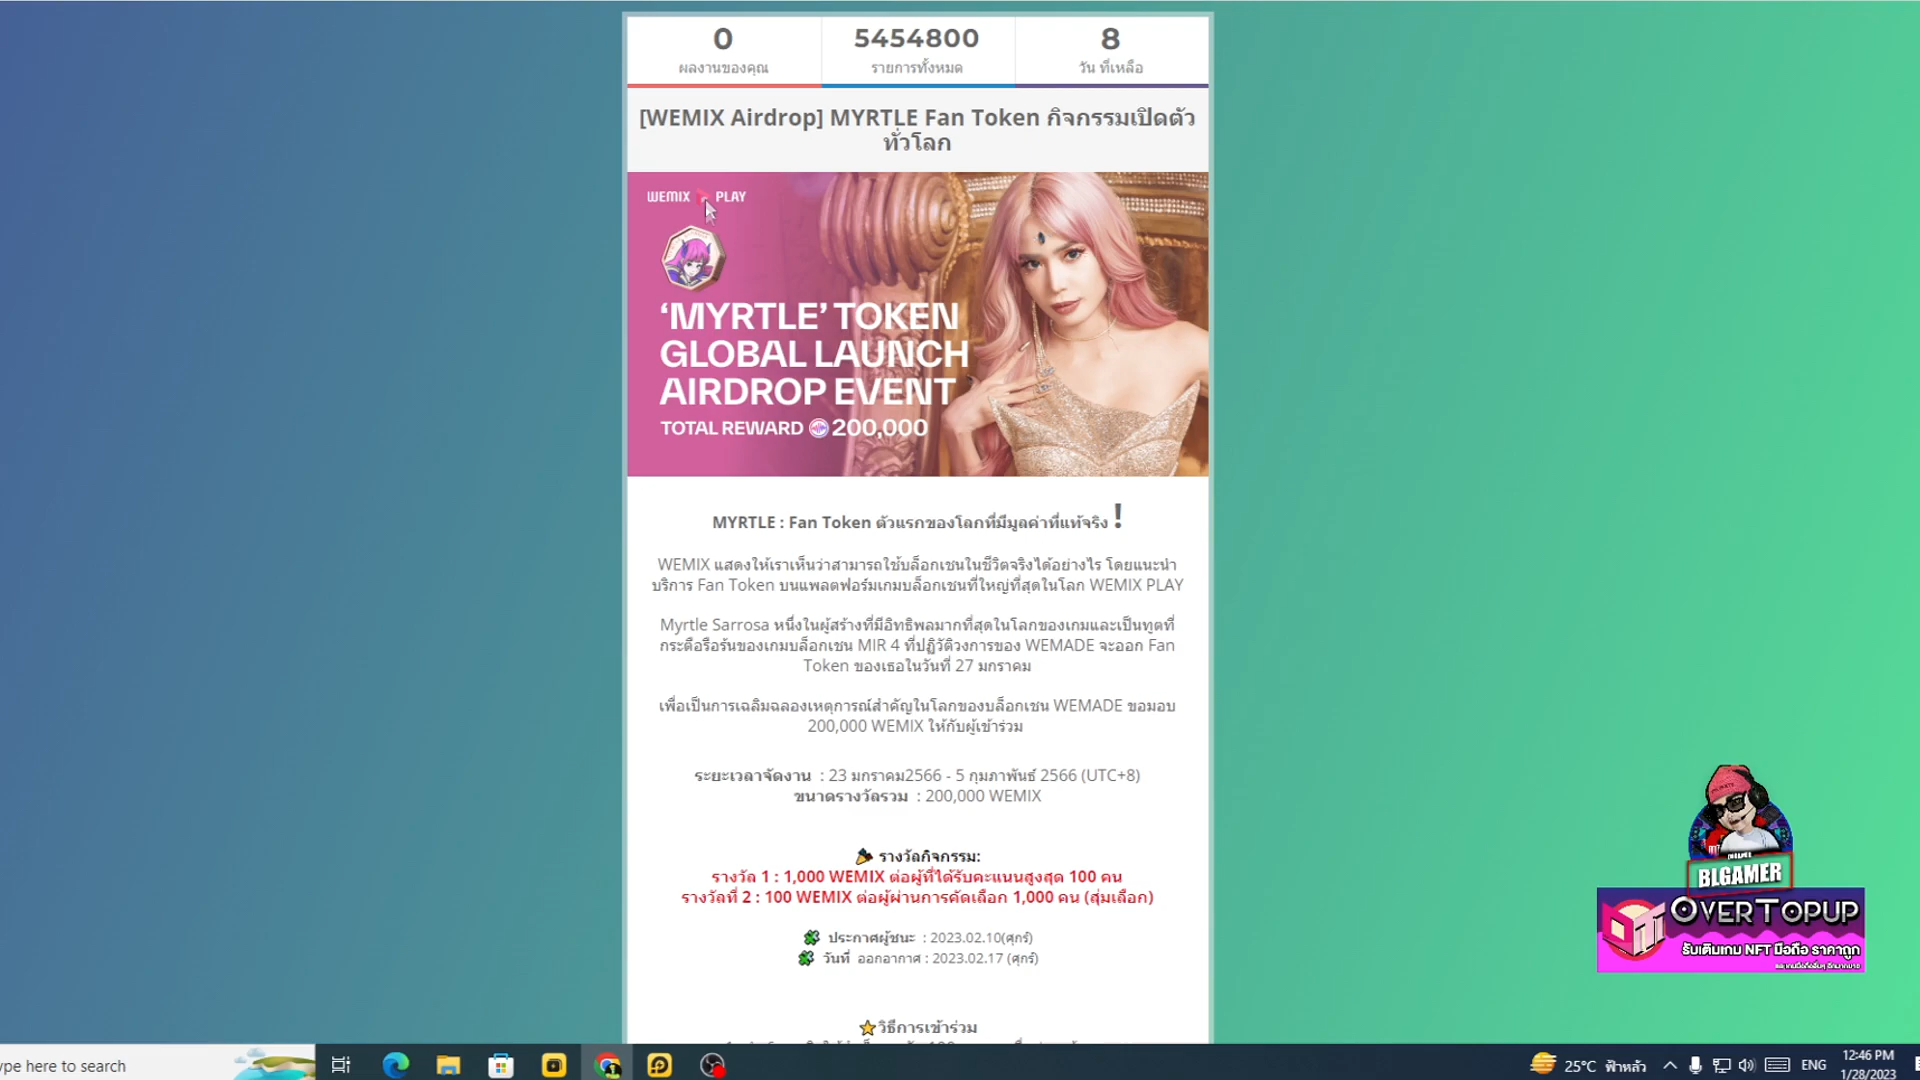 0
ผลงานของคุณ
5454800
รายการทั้งหมด
8
วัน ที่เหลือ
[WEMIX Airdrop] MYRTLE Fan Token กิจกรรมเปิดตัว
ทั่วโลก
WEMIX PLAY
‘MYRTLE’ TOKEN
GLOBAL LAUNCH
AIRDROP EVENT
TOTAL REWARD 200,000
MYRTLE : Fan Token ตัวแรกของโลกที่มีมูลค่าที่แท้จริง !
WEMIX แสดงให้เราเห็นว่าสามารถใช้บล็อกเชนในชีวิตจริงได้อย่างไร โดยแนะนำ
บริการ Fan Token บนแพลตฟอร์มเกมบล็อกเชนที่ใหญ่ที่สุดในโลก WEMIX PLAY
Myrtle Sarrosa หนึ่งในผู้สร้างที่มีอิทธิพลมากที่สุดในโลกของเกมและเป็นทูตที่
กระตือรือร้นของเกมบล็อกเชน MIR 4 ที่ปฏิวัติวงการของ WEMADE จะออก Fan
Token ของเธอในวันที่ 27 มกราคม
เพื่อเป็นการเฉลิมฉลองเหตุการณ์สำคัญในโลกของบล็อกเชน WEMADE ขอมอบ
200,000 WEMIX ให้กับผู้เข้าร่วม
ระยะเวลาจัดงาน : 23 มกราคม2566 - 5 กุมภาพันธ์ 2566 (UTC+8)
ขนาดรางวัลรวม : 200,000 WEMIX
รางวัลกิจกรรม:
รางวัล 1 : 1,000 WEMIX ต่อผู้ที่ได้รับคะแนนสูงสุด 100 คน
รางวัลที่ 2 : 100 WEMIX ต่อผู้ผ่านการคัดเลือก 1,000 คน (สุ่มเลือก)
ประกาศผู้ชนะ : 2023.02.10(ศุกร์)
วันที่ ออกอากาศ : 2023.02.17 (ศุกร์)
⭐วิธีการเข้าร่วม
BLGAMER
OVERTOPUP
รับเติมเกม NFT มือถือ ราคาถูก
ype here to search
25°C ฟ้าหลัว
ENG
12:46 PM
1/28/2023